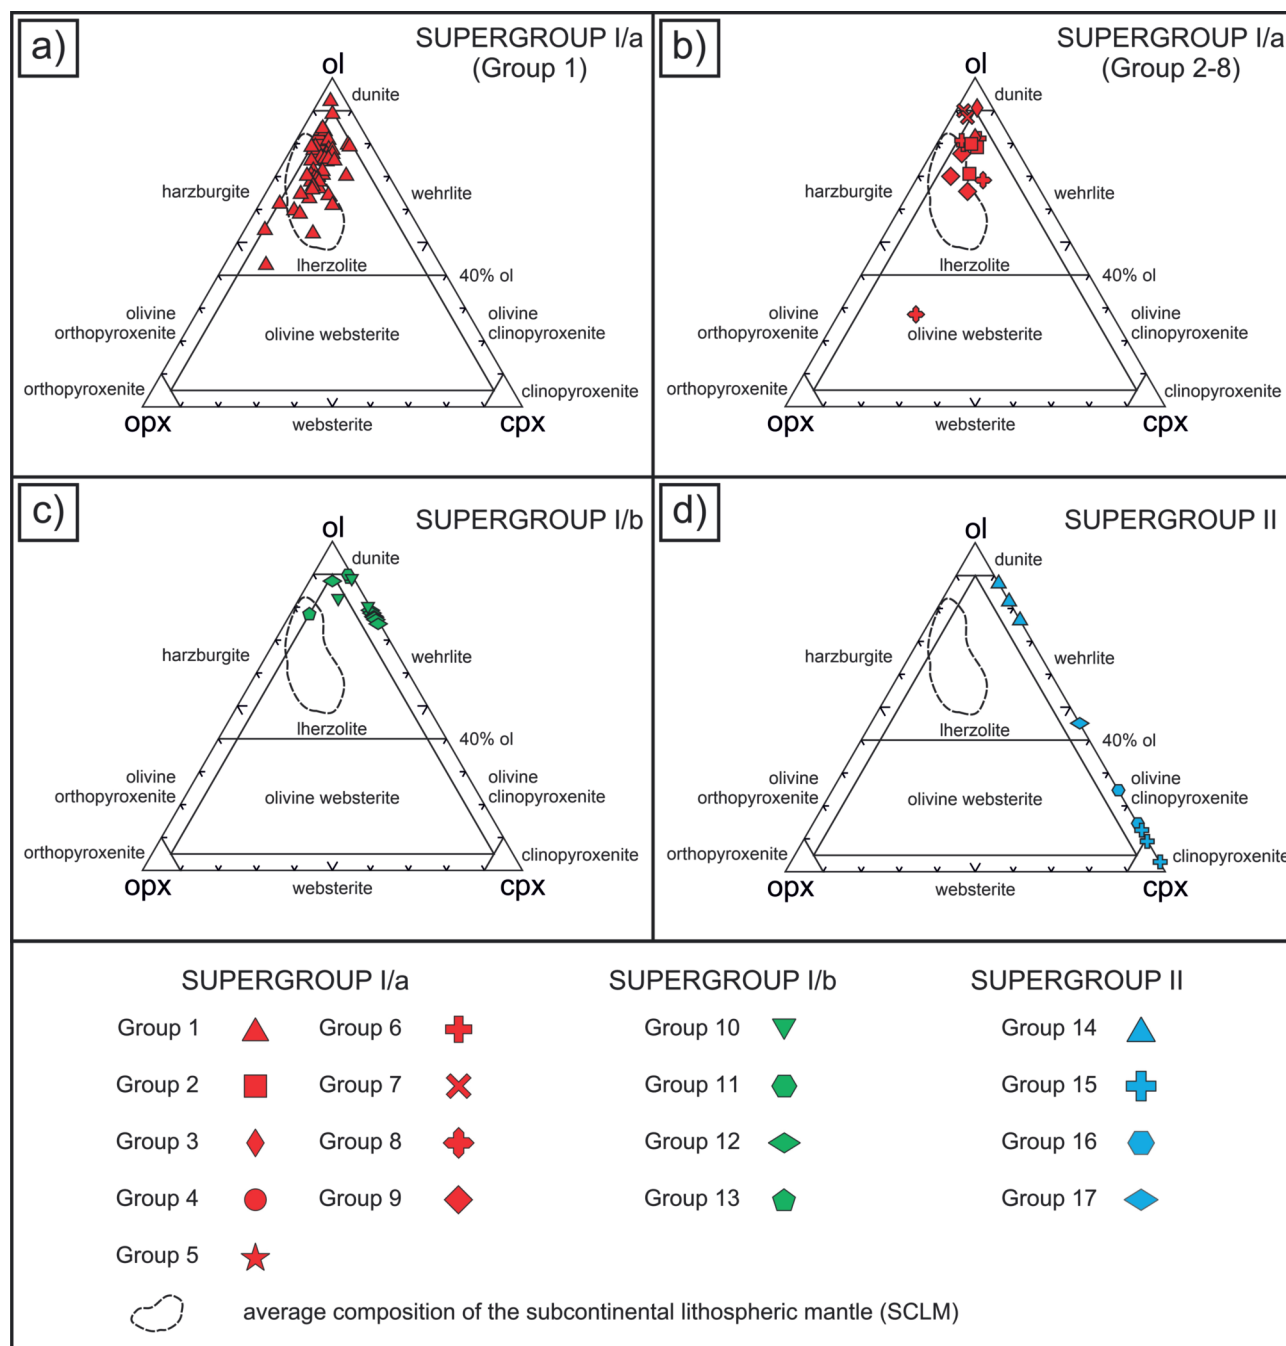 a)
SUPERGROUP I/a
(Group 1)
ol
dunite
harzburgite
wehrlite
lherzolite
40% ol
olivine
orthopyroxenite
olivine websterite
olivine
clinopyroxenite
orthopyroxenite
clinopyroxenite
opx
websterite
cpx
b)
SUPERGROUP I/a
(Group 2-8)
ol
dunite
harzburgite
wehrlite
lherzolite
40% ol
olivine
orthopyroxenite
olivine websterite
olivine
clinopyroxenite
orthopyroxenite
clinopyroxenite
opx
websterite
cpx
c)
SUPERGROUP I/b
ol
dunite
harzburgite
wehrlite
lherzolite
40% ol
olivine
orthopyroxenite
olivine websterite
olivine
clinopyroxenite
orthopyroxenite
clinopyroxenite
opx
websterite
cpx
d)
SUPERGROUP II
ol
dunite
harzburgite
wehrlite
lherzolite
40% ol
olivine
orthopyroxenite
olivine websterite
olivine
clinopyroxenite
orthopyroxenite
clinopyroxenite
opx
websterite
cpx
SUPERGROUP I/a
Group 1
Group 2
Group 3
Group 4
Group 5
Group 6
Group 7
Group 8
Group 9
SUPERGROUP I/b
Group 10
Group 11
Group 12
Group 13
SUPERGROUP II
Group 14
Group 15
Group 16
Group 17
average composition of the subcontinental lithospheric mantle (SCLM)